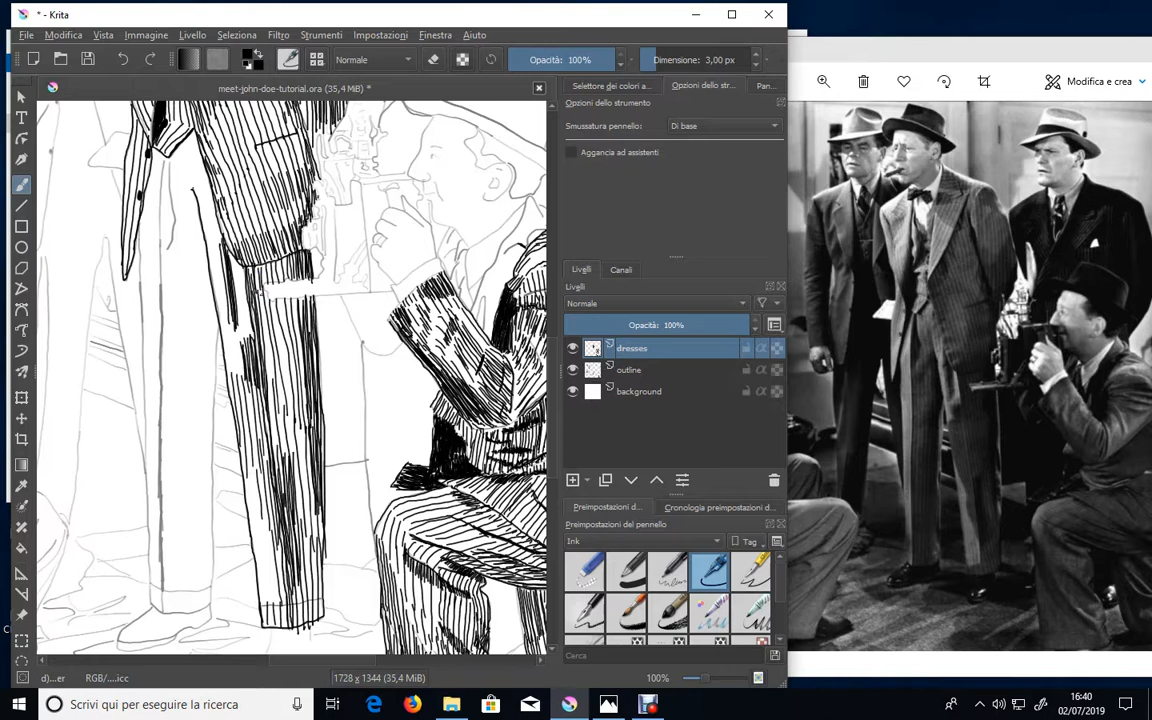 * - Krita
File Modifica Vista Immagine Livello Seleziona Filtro Strumenti Impostazioni Finestra Aiuto
Normale
Opacità: 100%
Dimensione: 3,00 px
Modifica e crea
meet-john-doe-tutorial.ora (35,4 MiB) *
Selettore dei colori a...
Opzioni dello str...
Pan...
Opzioni dello strumento
Smussatura pennello:
Di base
Aggancia ad assistenti
Livelli
Canali
Livelli
Normale
Opacità: 100%
dresses
outline
background
Preimpostazioni d...
Cronologia preimpostazioni d...
Preimpostazioni del pennello
Ink
Tag
Cerca
d)...er
RGB/....icc
1728 x 1344 (35,4 MiB)
100%
Scrivi qui per eseguire la ricerca
16:40
02/07/2019